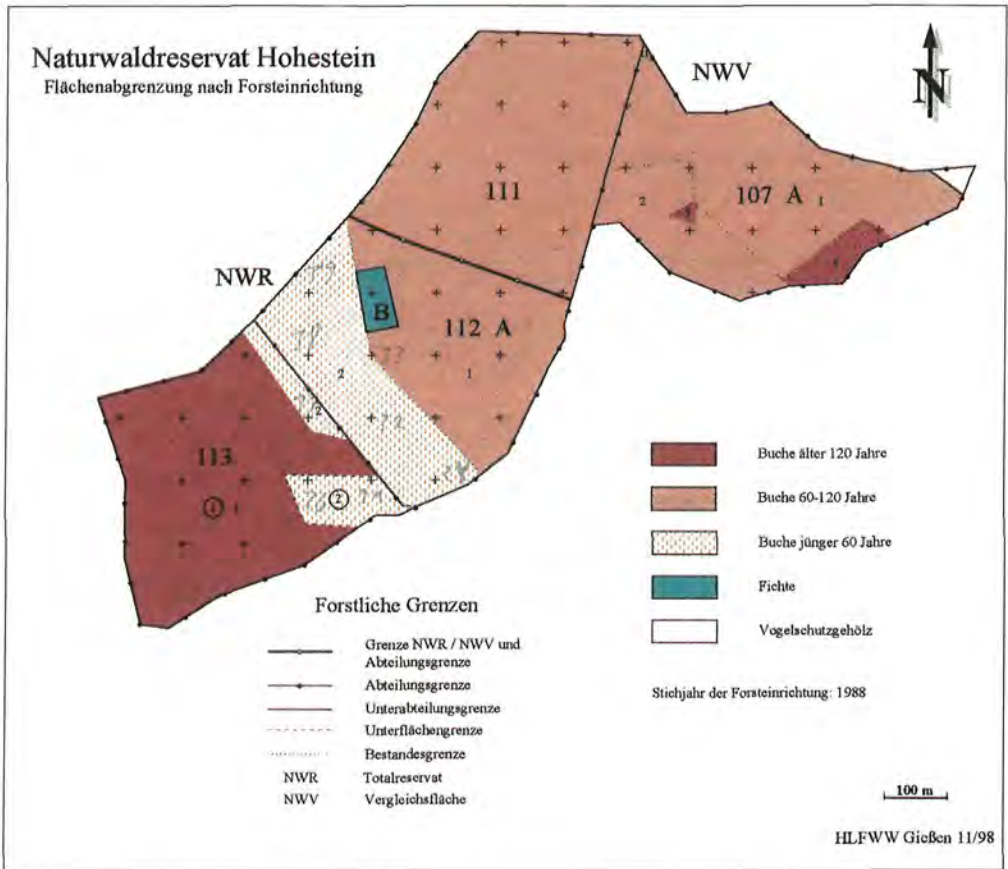 Naturwaldreservat Hohestein
Flächenabgrenzung nach Forsteinrichtung
NWV
N
111
2
107 A 1
NWR
B
112 A
2
1
2
113
1
1
2
Buche älter 120 Jahre
Buche 60-120 Jahre
Buche jünger 60 Jahre
Fichte
Vogelschutzgehölz
Stichjahr der Forsteinrichtung: 1988
Forstliche Grenzen
Grenze NWR / NWV und
Abteilungsgrenze
Abteilungsgrenze
Unterabteilungsgrenze
Unterflächengrenze
Bestandesgrenze
NWR Totalreservat
NWV Vergleichsfläche
100 m
HLFWW Gießen 11/98